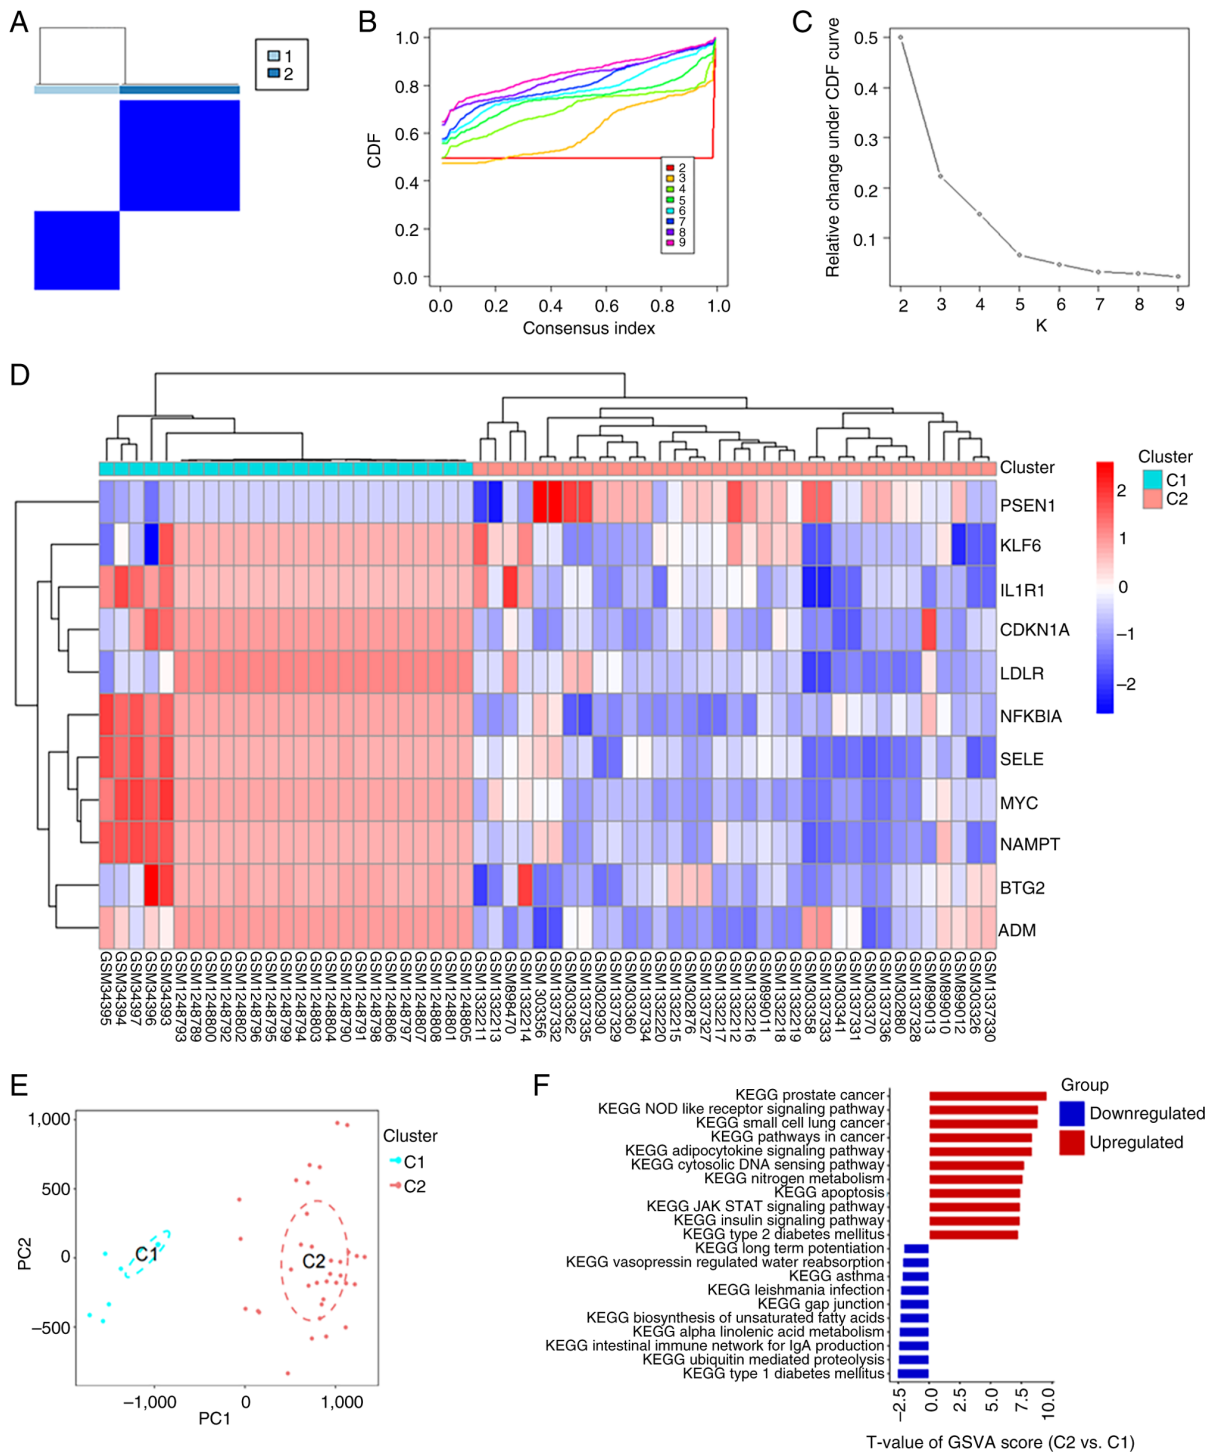 A
1
2
B
CDF
1.0
0.8
0.6
0.4
0.2
0.0
2
3
4
5
6
7
8
9
0.0 0.2 0.4 0.6 0.8 1.0
Consensus index
C
Relative change under CDF curve
0.5
0.4
0.3
0.2
0.1
2 3 4 5 6 7 8 9
K
D
Cluster
PSEN1
KLF6
IL1R1
CDKN1A
LDLR
NFKBIA
SELE
MYC
NAMPT
BTG2
ADM
2
1
0
−1
−2
Cluster
C1
C2
GSM34395
GSM34394
GSM34397
GSM34396
GSM34393
GSM1248793
GSM1248789
GSM1248800
GSM1248792
GSM1248802
GSM1248796
GSM1248795
GSM1248799
GSM1248794
GSM1248803
GSM1248804
GSM1248790
GSM1248791
GSM1248798
GSM1248806
GSM1248797
GSM1248807
GSM1248808
GSM1248801
GSM1248805
GSM1332211
GSM1332213
GSM898470
GSM1332214
GSM 303356
GSM1337332
GSM303362
GSM1337335
GSM302930
GSM1337329
GSM303360
GSM1337334
GSM1332220
GSM1332215
GSM302876
GSM1337327
GSM1332217
GSM1332212
GSM1332216
GSM899011
GSM1332218
GSM1332219
GSM303358
GSM1337333
GSM303341
GSM1337331
GSM303370
GSM1337336
GSM302880
GSM1337328
GSM899013
GSM899010
GSM899012
GSM303326
GSM1337330
E
PC2
1,000
500
0
−500
C1
C2
−1,000 0 1,000
PC1
Cluster
C1
C2
F
KEGG prostate cancer
KEGG NOD like receptor signaling pathway
KEGG small cell lung cancer
KEGG pathways in cancer
KEGG adipocytokine signaling pathway
KEGG cytosolic DNA sensing pathway
KEGG nitrogen metabolism
KEGG apoptosis
KEGG JAK STAT signaling pathway
KEGG insulin signaling pathway
KEGG type 2 diabetes mellitus
KEGG long term potentiation
KEGG vasopressin regulated water reabsorption
KEGG asthma
KEGG leishmania infection
KEGG gap junction
KEGG biosynthesis of unsaturated fatty acids
KEGG alpha linolenic acid metabolism
KEGG intestinal immune network for IgA production
KEGG ubiquitin mediated proteolysis
KEGG type 1 diabetes mellitus
−2.5 0.0 2.5 5.0 7.5 10.0
T-value of GSVA score (C2 vs. C1)
Group
Downregulated
Upregulated